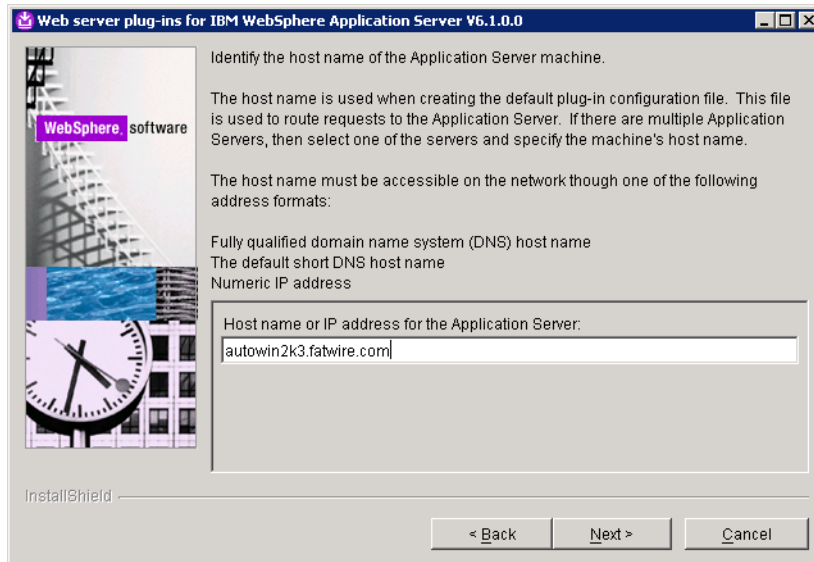 Web server plug-ins for IBM WebSphere Application Server V6.1.0.0
WebSphere. software
Identify the host name of the Application Server machine.
The host name is used when creating the default plug-in configuration file. This file
is used to route requests to the Application Server. If there are multiple Application
Servers, then select one of the servers and specify the machine's host name.
The host name must be accessible on the network though one of the following
address formats:
Fully qualified domain name system (DNS) host name
The default short DNS host name
Numeric IP address
Host name or IP address for the Application Server:
autowin2k3.fatwire.com
InstallShield
< Back
Next >
Cancel